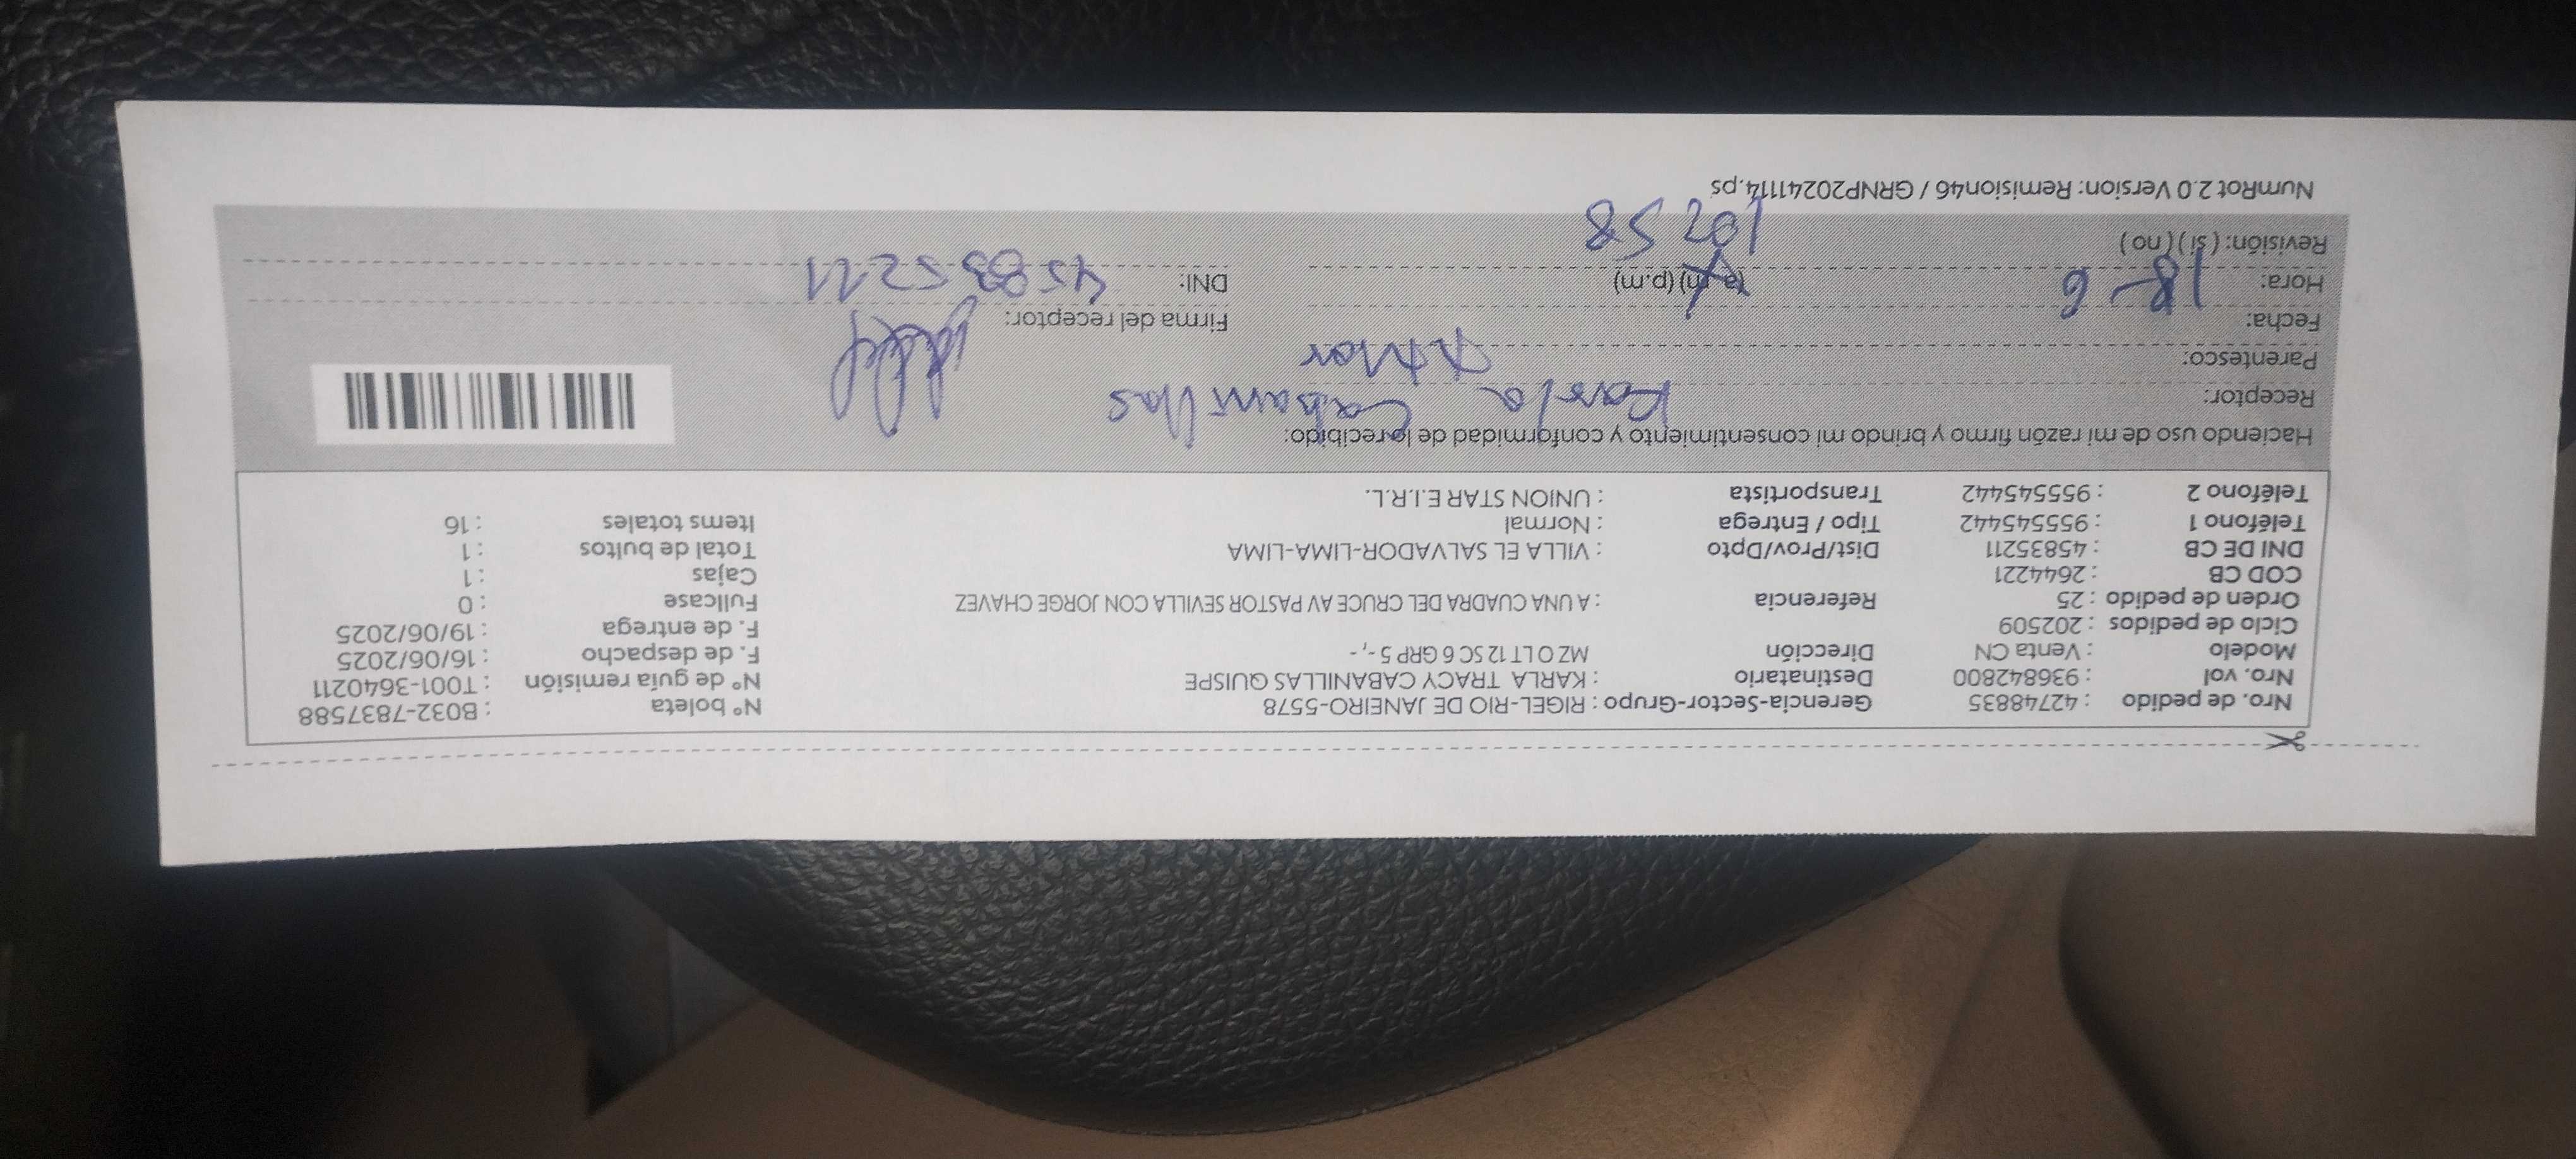 Nro. de pedido : 42748835 Gerencia-Sector-Grupo : RIGEL-RIO DE JANEIRO-5578 Nº boleta : B032-7837588
Nro. vol : 936842800 Destinatario : KARLA TRACY CABANILLAS QUISPE Nº de guía remisión : T001-3640211
Modelo : Venta CN Dirección MZ O LT 12 SC 6 GRP 5 -, - F. de despacho : 16/06/2025
Ciclo de pedidos : 202509 F. de entrega : 19/06/2025
Orden de pedido : 25 Referencia : A UNA CUADRA DEL CRUCE AV PASTOR SEVILLA CON JORGE CHAVEZ Fullcase : 0
COD CB : 2644221 Cajas : 1
DNI DE CB : 45835211 Dist/Prov/Dpto : VILLA EL SALVADOR-LIMA-LIMA Total de bultos : 1
Teléfono 1 : 955545442 Tipo / Entrega : Normal Items totales : 16
Teléfono 2 : 955545442 Transportista : UNION STAR E.I.R.L.
Haciendo uso de mi razón firmo y brindo mi consentimiento y conformidad de lo recibido:
Receptor: Karla Cabanillas
Parentesco: titular
Fecha: 18-6 Firma del receptor:
Hora: (a.m) (p.m) DNI: 45835211
Revisión: ( si ) ( no ) 10258
NumRot 2.0 Version: Remision46 / GRNP20241114.ps